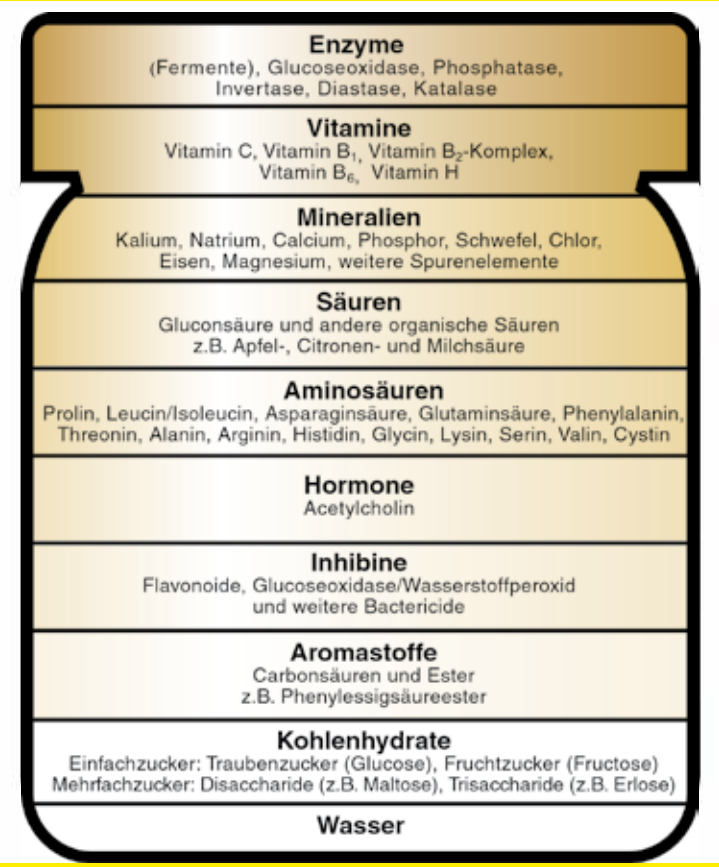 Enzyme
(Fermente), Glucoseoxidase, Phosphatase,
Invertase, Diastase, Katalase
Vitamine
Vitamin C, Vitamin B₁, Vitamin B₂-Komplex,
Vitamin B₆, Vitamin H
Mineralien
Kalium, Natrium, Calcium, Phosphor, Schwefel, Chlor,
Eisen, Magnesium, weitere Spurenelemente
Säuren
Gluconsäure und andere organische Säuren
z.B. Apfel-, Citronen- und Milchsäure
Aminosäuren
Prolin, Leucin/Isoleucin, Asparaginsäure, Glutaminsäure, Phenylalanin,
Threonin, Alanin, Arginin, Histidin, Glycin, Lysin, Serin, Valin, Cystin
Hormone
Acetylcholin
Inhibine
Flavonoide, Glucoseoxidase/Wasserstoffperoxid
und weitere Bactericide
Aromastoffe
Carbonsäuren und Ester
z.B. Phenylessigsäureester
Kohlenhydrate
Einfachzucker: Traubenzucker (Glucose), Fruchtzucker (Fructose)
Mehrfachzucker: Disaccharide (z.B. Maltose), Trisaccharide (z.B. Erlose)
Wasser